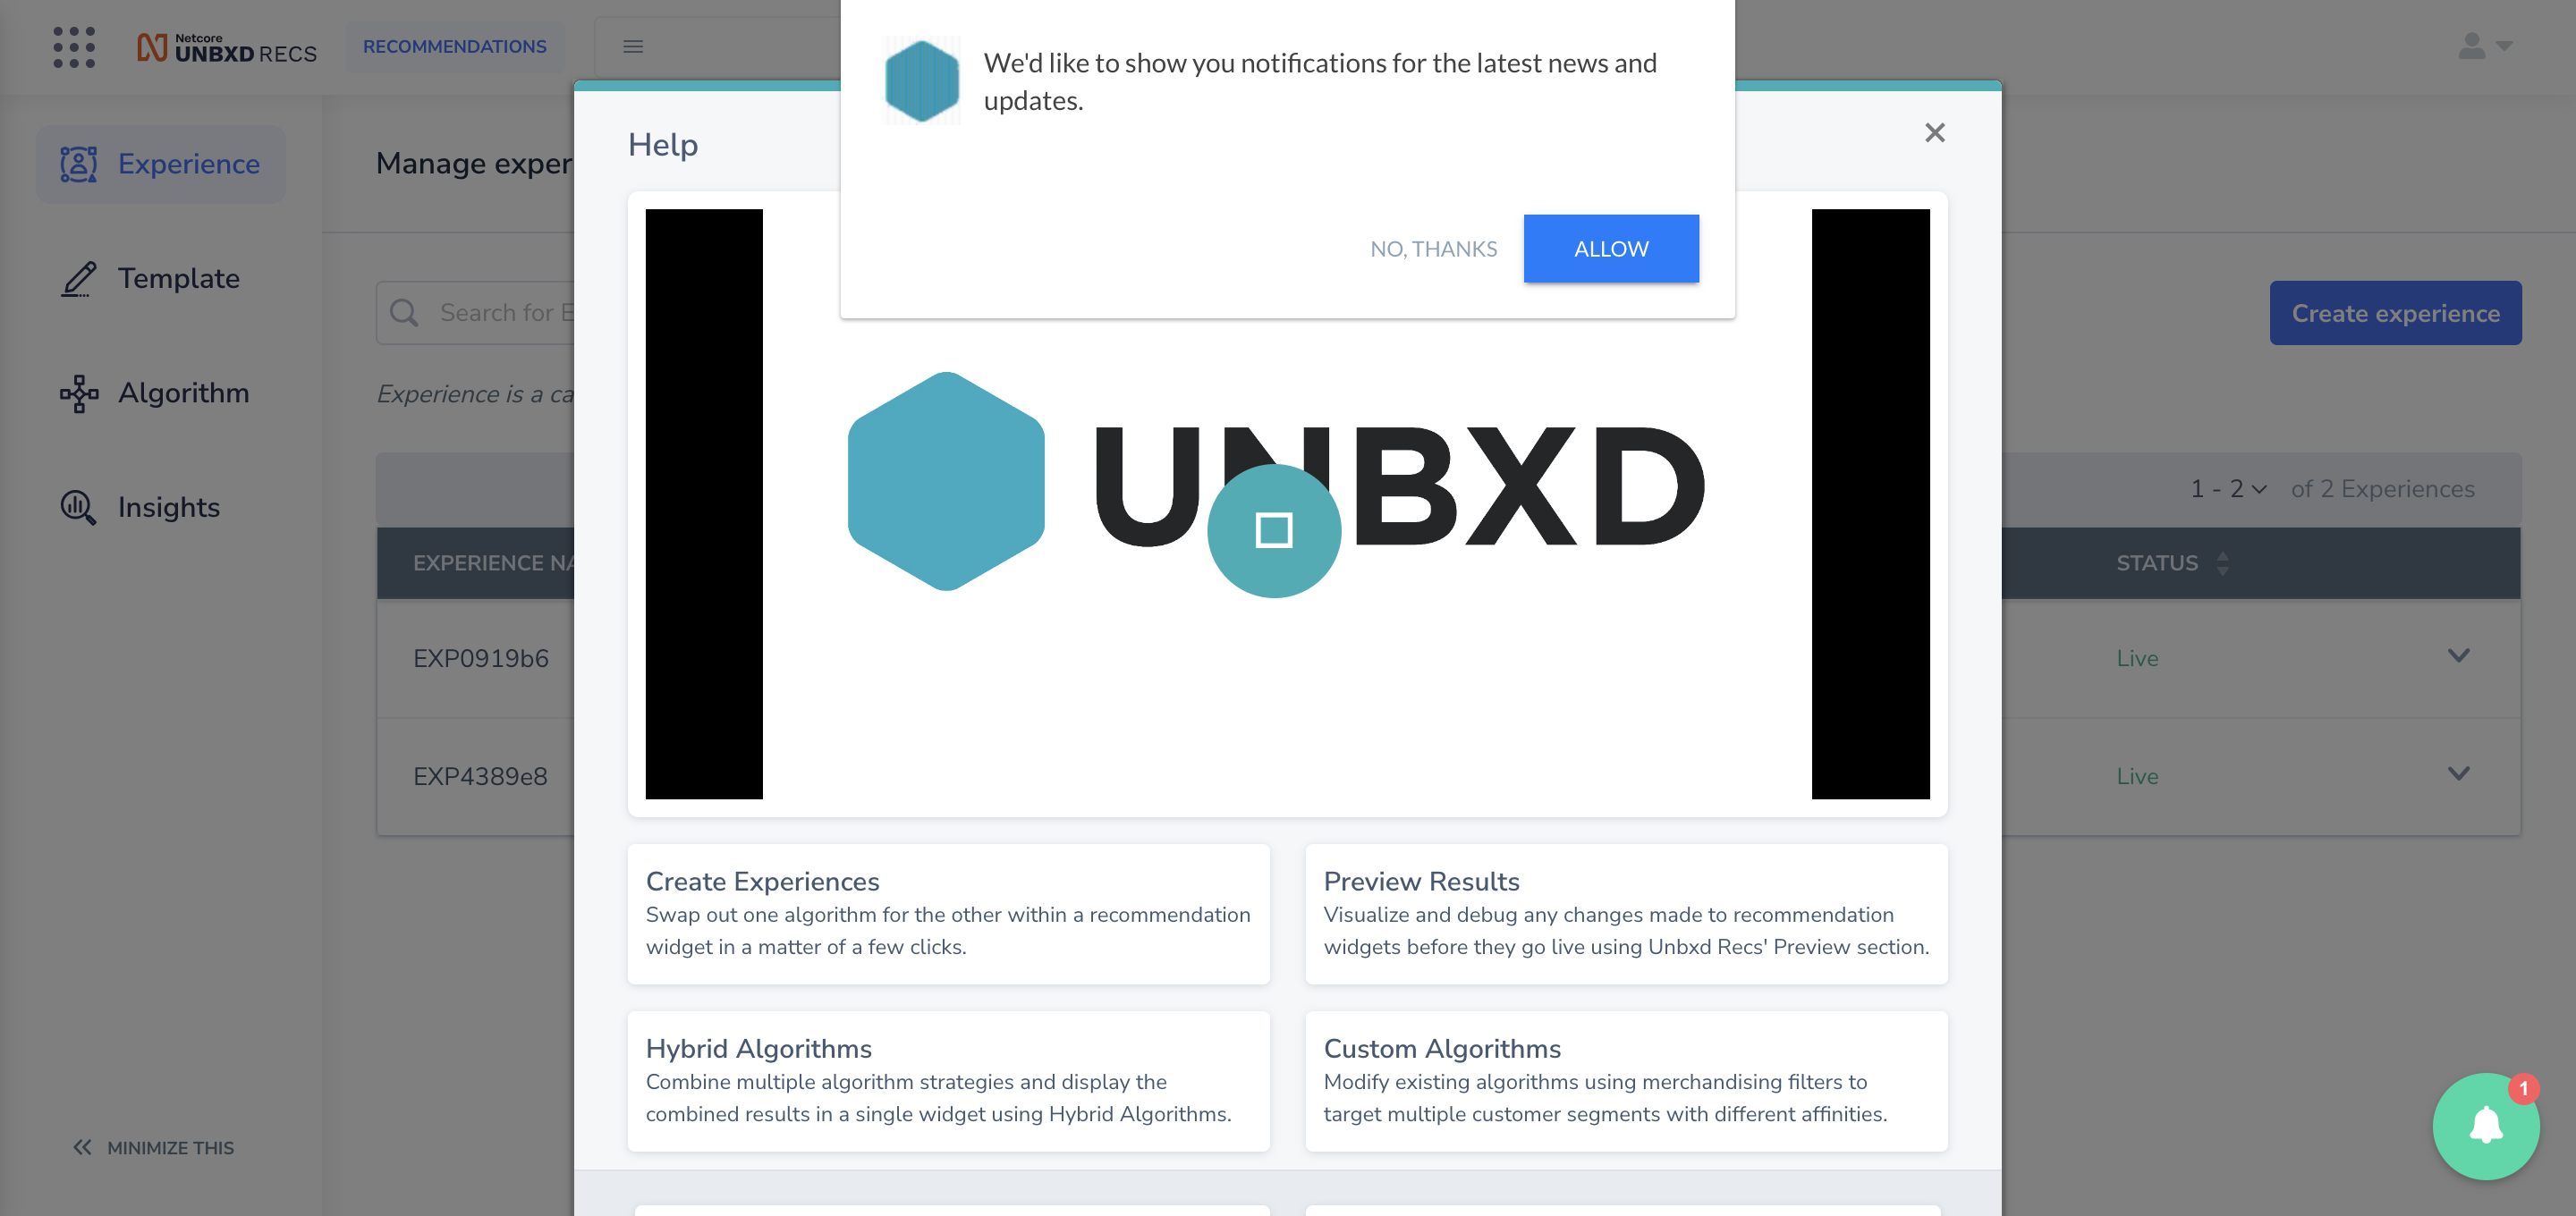 Netcore
UNBXD RECS
RECOMMENDATIONS
We'd like to show you notifications for the latest news and
updates.
NO, THANKS
ALLOW
Help
Experience
Template
Algorithm
Insights
MINIMIZE THIS
Manage exper
Search for E
Create experience
Experience is a ca
1 - 2
of 2 Experiences
EXPERIENCE NA
STATUS
EXP0919b6
Live
EXP4389e8
Live
UNBXD
Create Experiences
Swap out one algorithm for the other within a recommendation
widget in a matter of a few clicks.
Preview Results
Visualize and debug any changes made to recommendation
widgets before they go live using Unbxd Recs' Preview section.
Hybrid Algorithms
Combine multiple algorithm strategies and display the
combined results in a single widget using Hybrid Algorithms.
Custom Algorithms
Modify existing algorithms using merchandising filters to
target multiple customer segments with different affinities.
1